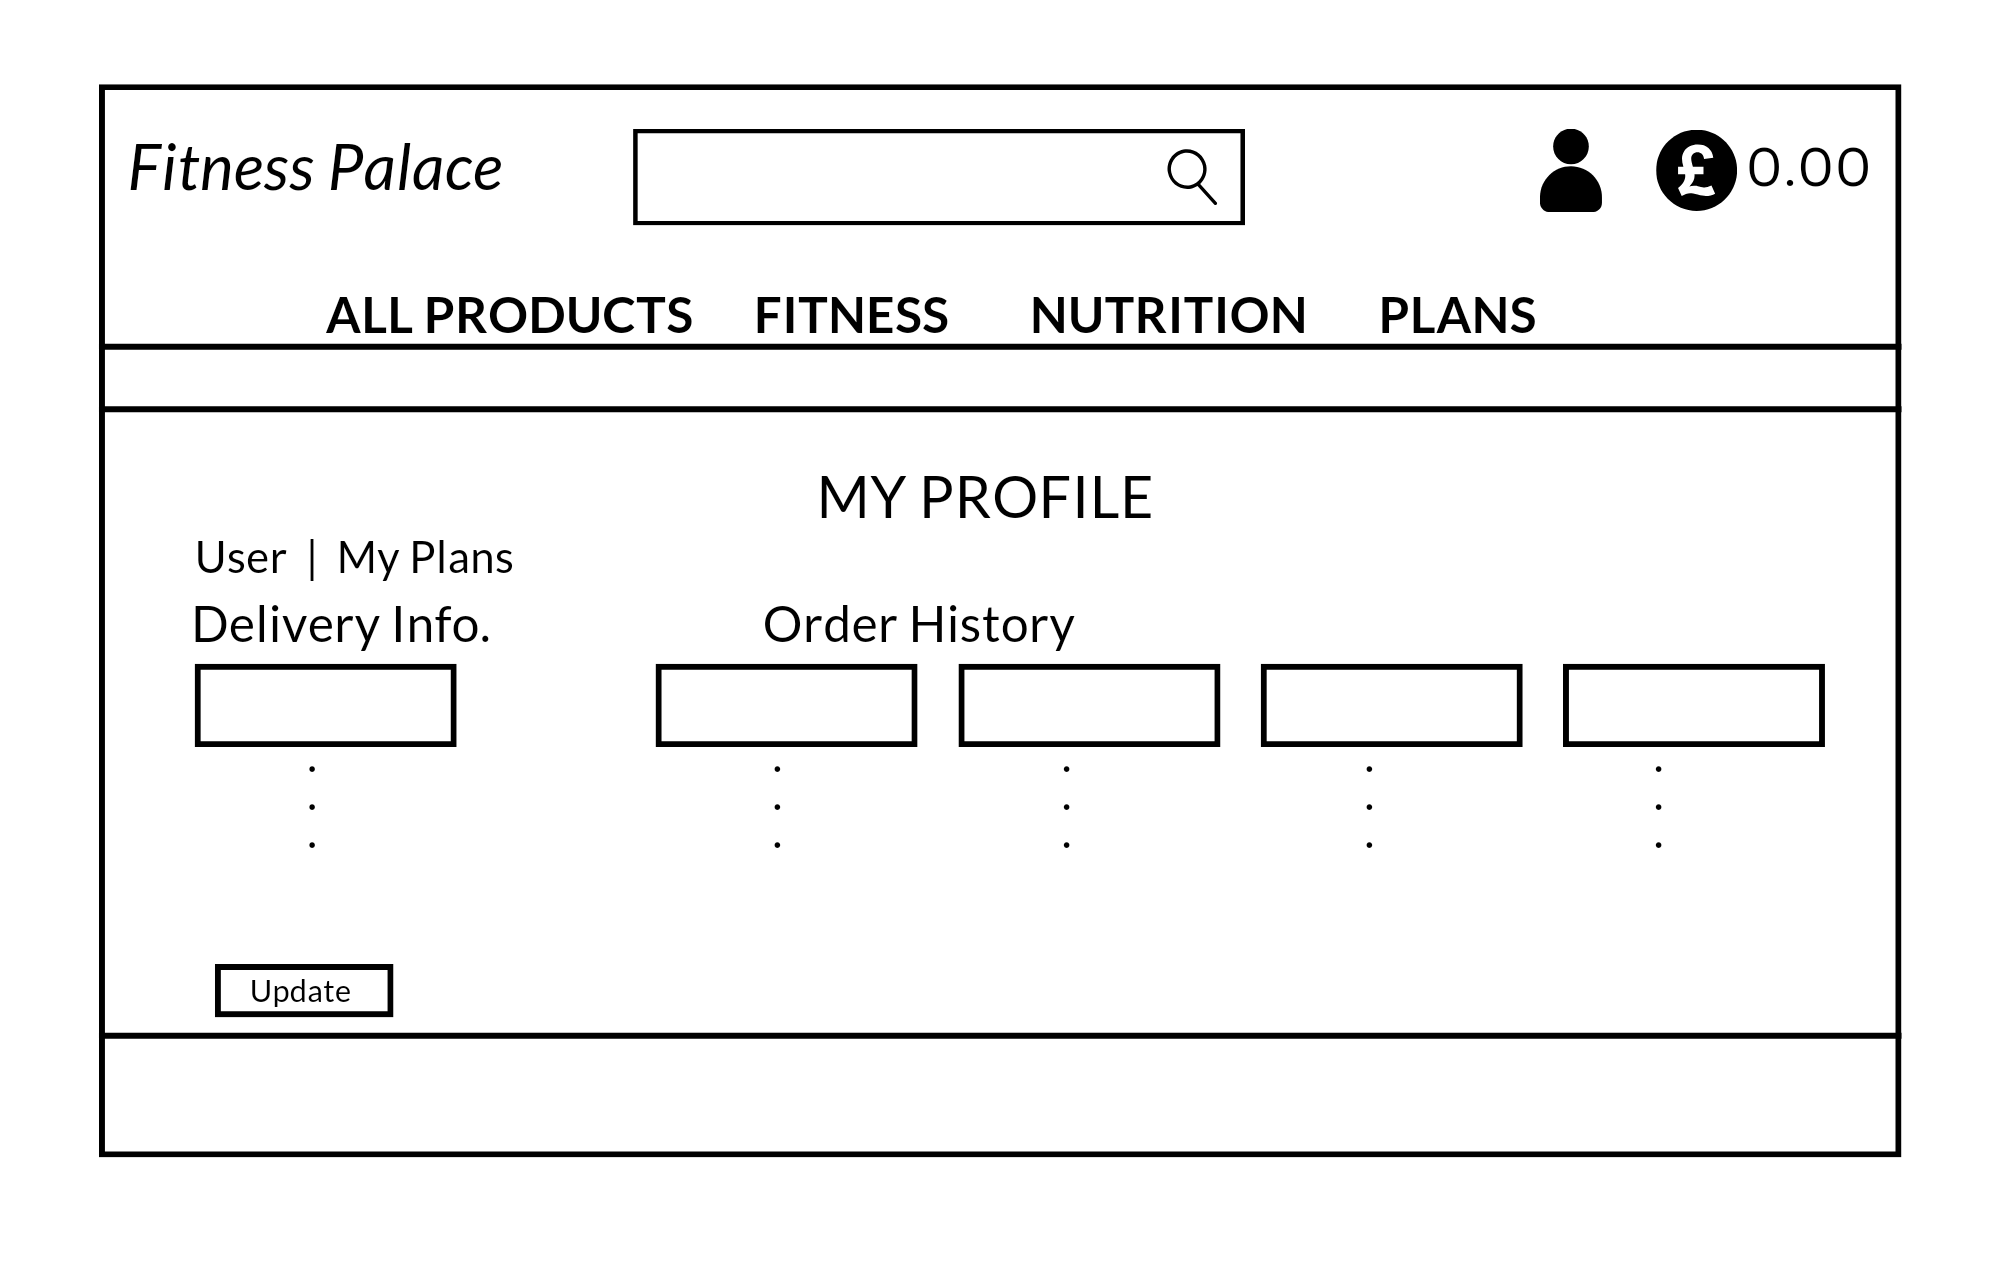 Fitness Palace
£ 0.00
ALL PRODUCTS FITNESS NUTRITION PLANS
MY PROFILE
User | My Plans
Delivery Info. Order History
Update